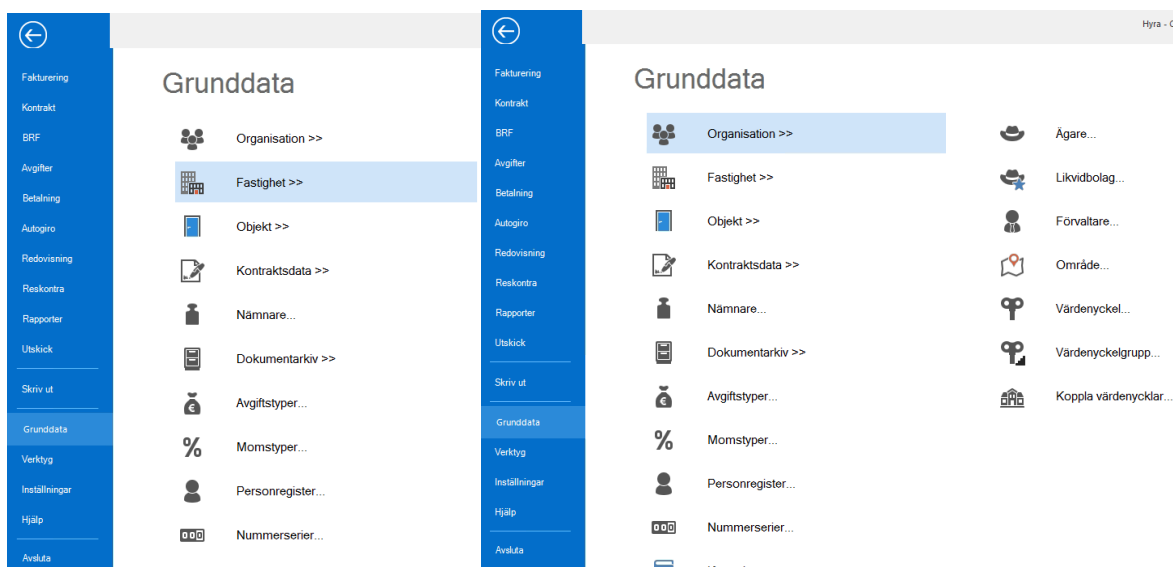 Fakturering
Kontrakt
BRF
Avgifter
Betalning
Autogiro
Redovisning
Reskontra
Rapporter
Utskick
Skriv ut
Grunddata
Verktyg
Inställningar
Hjälp
Avsluta
Grunddata
Organisation >>
Fastighet >>
Objekt >>
Kontraktsdata >>
Nämnare...
Dokumentarkiv >>
Avgiftstyper...
Momstyper...
Personregister...
Nummerserier...
Hyra -
Fakturering
Kontrakt
BRF
Avgifter
Betalning
Autogiro
Redovisning
Reskontra
Rapporter
Utskick
Skriv ut
Grunddata
Verktyg
Inställningar
Hjälp
Avsluta
Grunddata
Organisation >>
Fastighet >>
Objekt >>
Kontraktsdata >>
Nämnare...
Dokumentarkiv >>
Avgiftstyper...
Momstyper...
Personregister...
Nummerserier...
Ägare...
Likvidbolag...
Förvaltare...
Område...
Värdenyckel...
Värdenyckelgrupp...
Koppla värdenycklar...